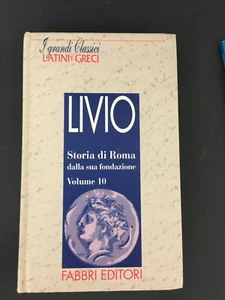 I grandi Classici
LATINI E GRECI
LIVIO
Storia di Roma
dalla sua fondazione
Volume 10
FABBRI EDITORI